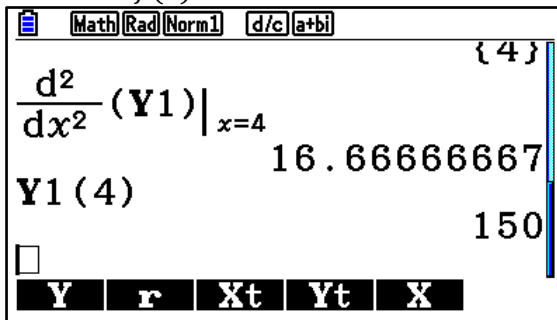 Math Rad Norm1 d/c a+bi
{4}
d²/dx² (Y1)|x=4
16.66666667
Y1(4)
150
Y r Xt Yt X